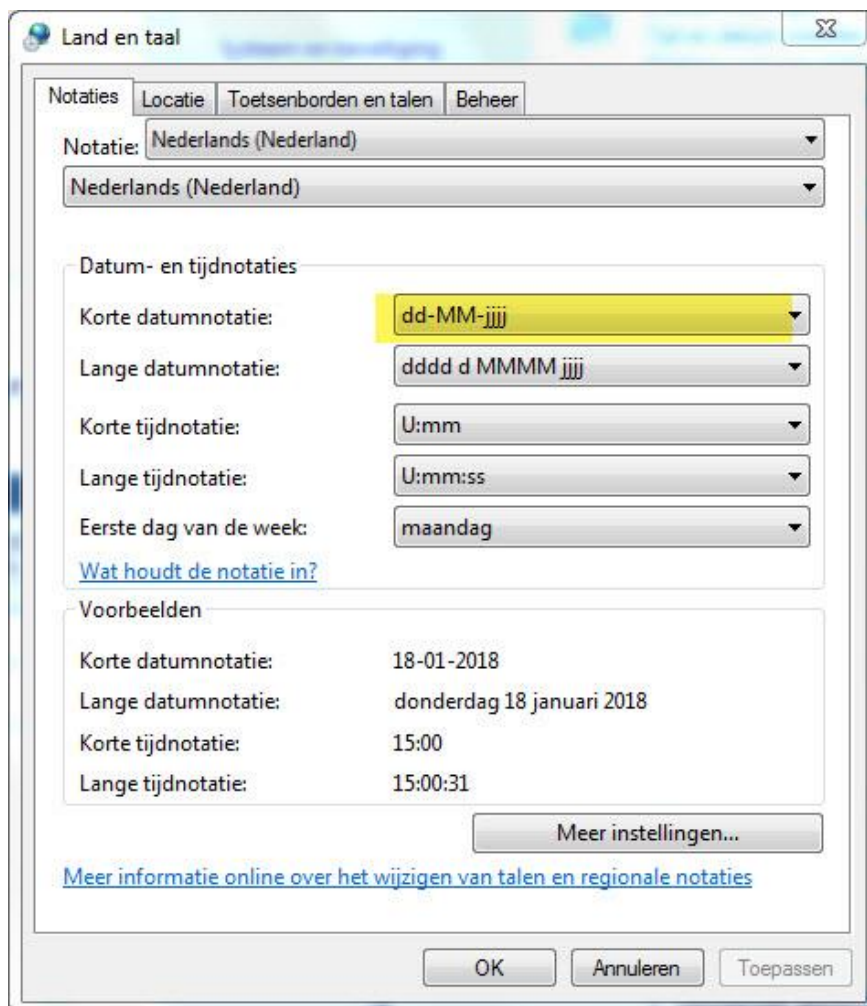 Land en taal
Notaties Locatie Toetsenborden en talen Beheer
Notatie: Nederlands (Nederland)
Nederlands (Nederland)
Datum- en tijdnotaties
Korte datumnotatie: dd-MM-jjjj
Lange datumnotatie: dddd d MMMM jjjj
Korte tijdnotatie: U:mm
Lange tijdnotatie: U:mm:ss
Eerste dag van de week: maandag
Wat houdt de notatie in?
Voorbeelden
Korte datumnotatie: 18-01-2018
Lange datumnotatie: donderdag 18 januari 2018
Korte tijdnotatie: 15:00
Lange tijdnotatie: 15:00:31
Meer instellingen...
Meer informatie online over het wijzigen van talen en regionale notaties
OK Annuleren Toepassen